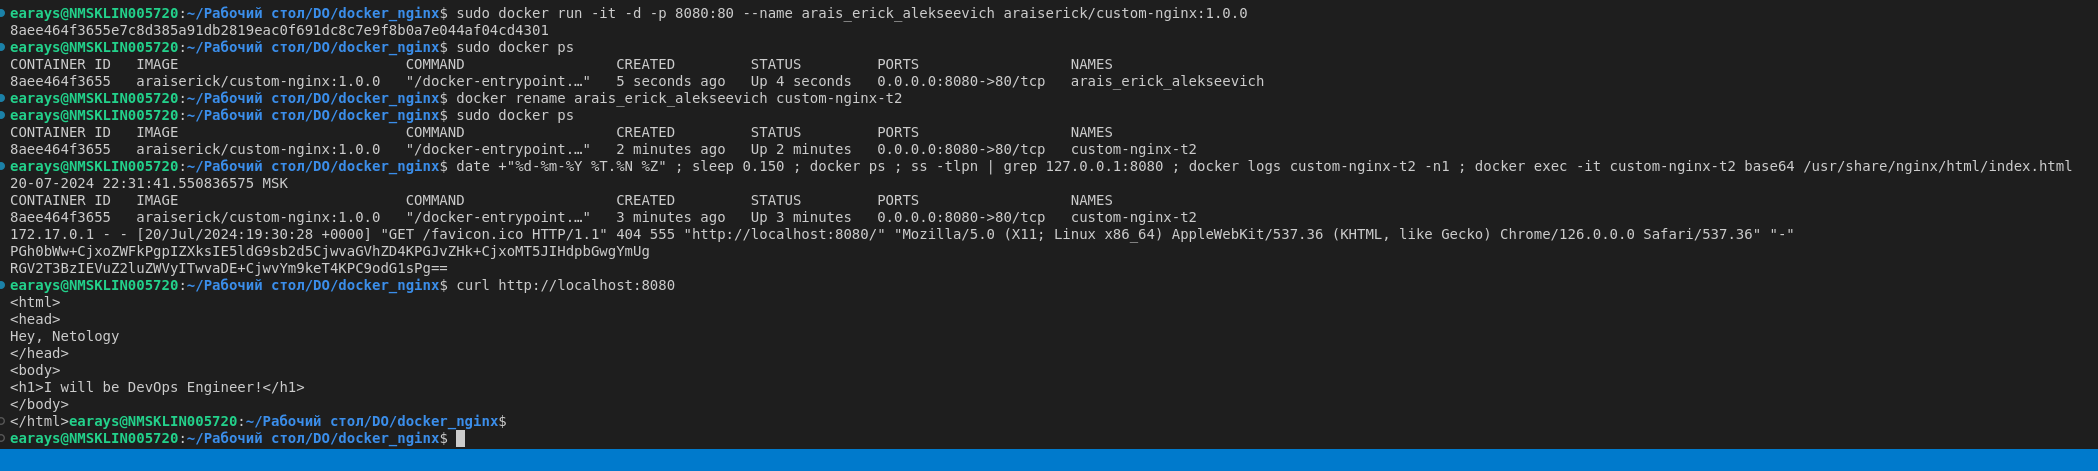 earays@NMSKLIN005720:~/Рабочий стол/DO/docker_nginx$ sudo docker run -it -d -p 8080:80 --name arais_erick_alekseevich araiserick/custom-nginx:1.0.0
8aee464f3655e7c8d385a91db2819eac0f691dc8c7e9f8b0a7e044af04cd4301
earays@NMSKLIN005720:~/Рабочий стол/DO/docker_nginx$ sudo docker ps
CONTAINER ID   IMAGE                           COMMAND                  CREATED         STATUS         PORTS                  NAMES
8aee464f3655   araiserick/custom-nginx:1.0.0   "/docker-entrypoint.…"   5 seconds ago   Up 4 seconds   0.0.0.0:8080->80/tcp   arais_erick_alekseevich
earays@NMSKLIN005720:~/Рабочий стол/DO/docker_nginx$ docker rename arais_erick_alekseevich custom-nginx-t2
earays@NMSKLIN005720:~/Рабочий стол/DO/docker_nginx$ sudo docker ps
CONTAINER ID   IMAGE                           COMMAND                  CREATED         STATUS         PORTS                  NAMES
8aee464f3655   araiserick/custom-nginx:1.0.0   "/docker-entrypoint.…"   2 minutes ago   Up 2 minutes   0.0.0.0:8080->80/tcp   custom-nginx-t2
earays@NMSKLIN005720:~/Рабочий стол/DO/docker_nginx$ date +"%d-%m-%Y %T.%N %Z" ; sleep 0.150 ; docker ps ; ss -tlpn | grep 127.0.0.1:8080 ; docker logs custom-nginx-t2 -n1 ; docker exec -it custom-nginx-t2 base64 /usr/share/nginx/html/index.html
20-07-2024 22:31:41.550836575 MSK
CONTAINER ID   IMAGE                           COMMAND                  CREATED         STATUS         PORTS                  NAMES
8aee464f3655   araiserick/custom-nginx:1.0.0   "/docker-entrypoint.…"   3 minutes ago   Up 3 minutes   0.0.0.0:8080->80/tcp   custom-nginx-t2
172.17.0.1 - - [20/Jul/2024:19:30:28 +0000] "GET /favicon.ico HTTP/1.1" 404 555 "http://localhost:8080/" "Mozilla/5.0 (X11; Linux x86_64) AppleWebKit/537.36 (KHTML, like Gecko) Chrome/126.0.0.0 Safari/537.36" "-"
PGh0bWw+CjxoZWFkPgpIZXksIE5ldG9sb2d5CjwvaGVhZD4KPGJvZHk+CjxoMT5JIHdpbGwgYmUg
RGV2T3BzIEVuZ2luZWVyITwvaDE+CjwvYm9keT4KPC9odG1sPg==
earays@NMSKLIN005720:~/Рабочий стол/DO/docker_nginx$ curl http://localhost:8080
<html>
<head>
Hey, Netology
</head>
<body>
<h1>I will be DevOps Engineer!</h1>
</body>
</html>earays@NMSKLIN005720:~/Рабочий стол/DO/docker_nginx$
earays@NMSKLIN005720:~/Рабочий стол/DO/docker_nginx$